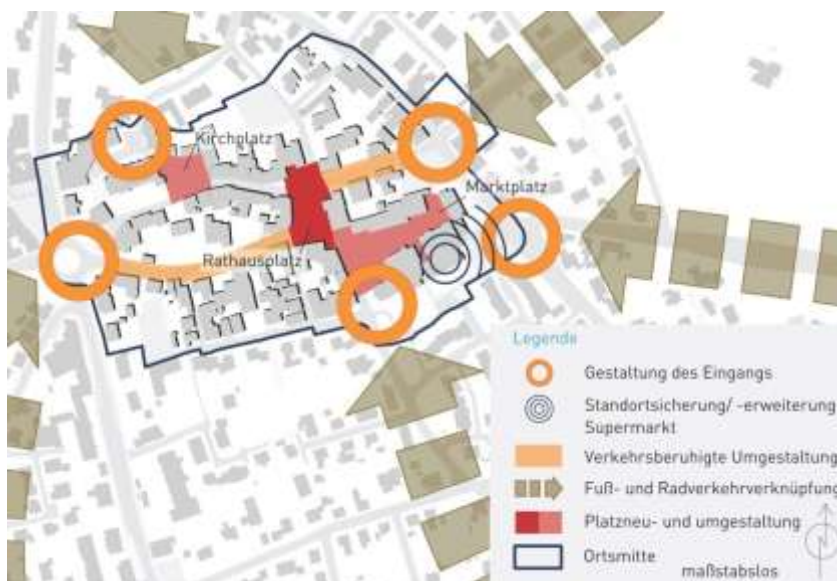 Kirchplatz
Marktplatz
Rathausplatz
Legende
Gestaltung des Eingangs
Standortsicherung/ -erweiterung
Supermarkt
Verkehrsberuhigte Umgestaltung
Fuß- und Radverkehrverknüpfung
Platzneu- und umgestaltung
Ortsmitte
maßstabslos